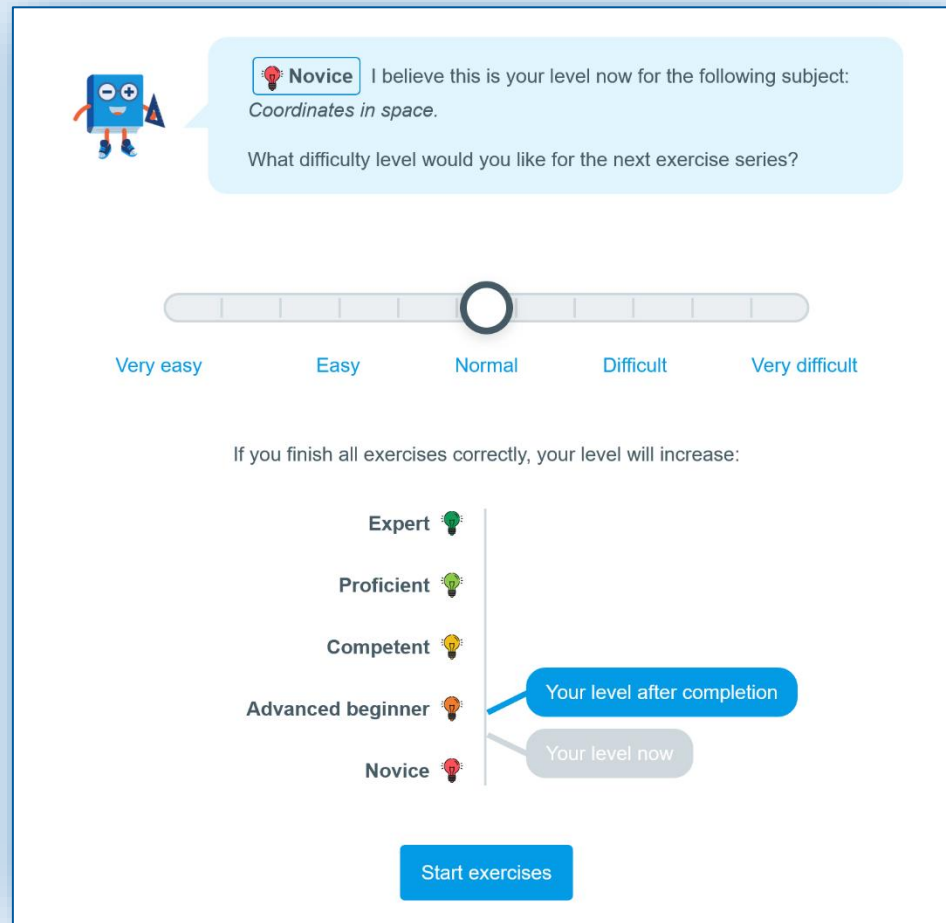 Novice I believe this is your level now for the following subject:
Coordinates in space.
What difficulty level would you like for the next exercise series?
Very easy Easy Normal Difficult Very difficult
If you finish all exercises correctly, your level will increase:
Expert
Proficient
Competent
Your level after completion
Advanced beginner
Your level now
Novice
Start exercises